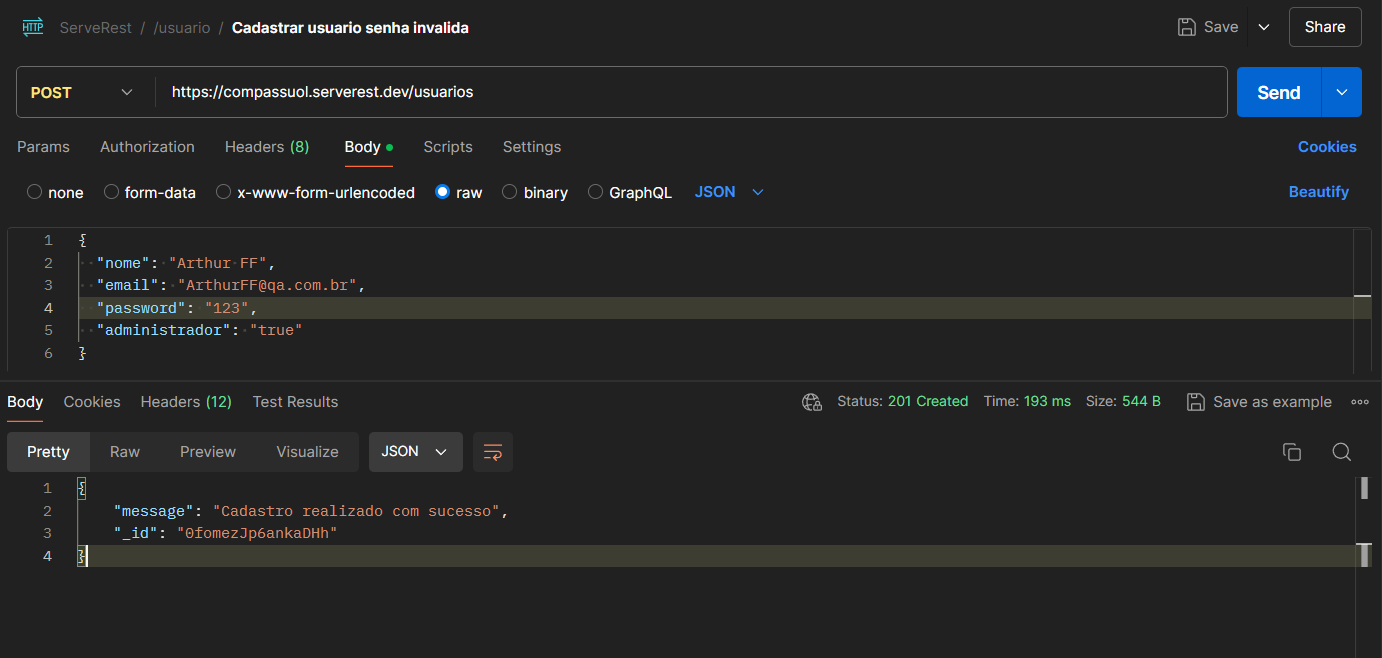 HTTP ServeRest / /usuario / Cadastrar usuario senha invalida Save Share
POST https://compassuol.serverest.dev/usuarios Send
Params Authorization Headers (8) Body Scripts Settings Cookies
none form-data x-www-form-urlencoded raw binary GraphQL JSON Beautify
1 {
2 "nome": "Arthur FF",
3 "email": "ArthurFF@qa.com.br",
4 "password": "123",
5 "administrador": "true"
6 }
Body Cookies Headers (12) Test Results Status: 201 Created Time: 193 ms Size: 544 B Save as example
Pretty Raw Preview Visualize JSON
1 {
2 "message": "Cadastro realizado com sucesso",
3 "_id": "0fomezJp6ankaDHh"
4 }